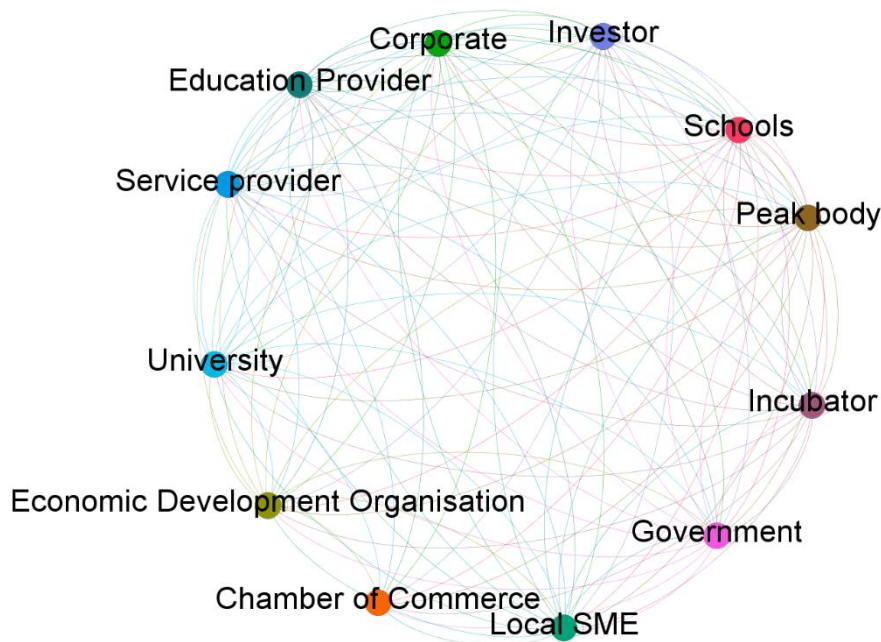 Investor
Corporate
Education Provider
Schools
Service provider
Peak body
University
Incubator
Economic Development Organisation
Government
Chamber of Commerce
Local SME